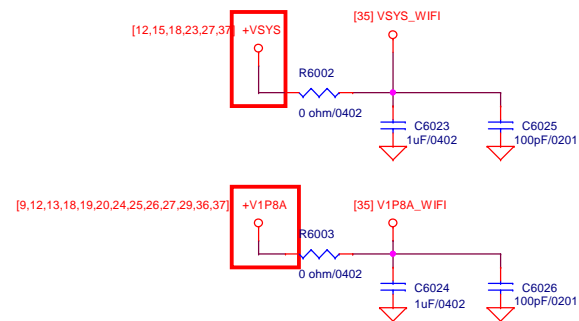 [35] VSYS_WIFI
[12,15,18,23,27,37] +VSYS
R6002
0 ohm/0402
C6023
1uF/0402
C6025
100pF/0201
[9,12,13,18,19,20,24,25,26,27,29,36,37] +V1P8A
[35] V1P8A_WIFI
R6003
0 ohm/0402
C6024
1uF/0402
C6026
100pF/0201